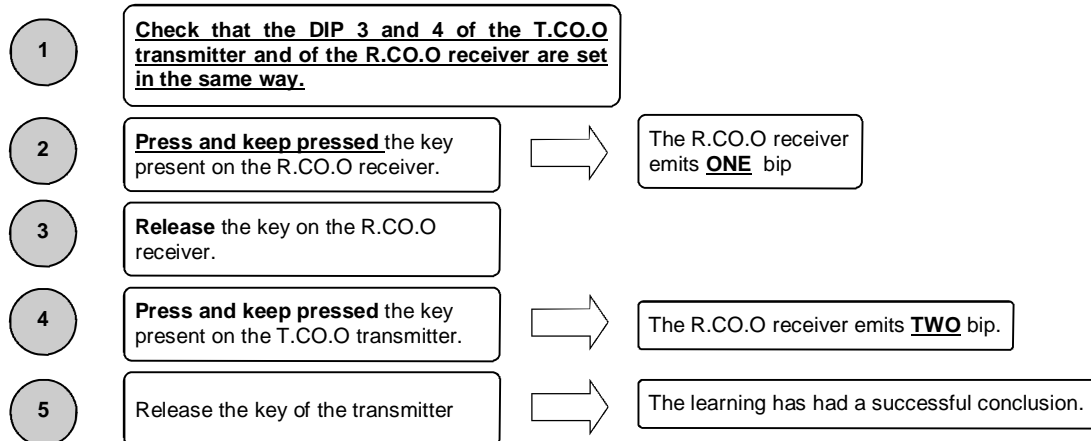 1
Check that the DIP 3 and 4 of the T.CO.O
transmitter and of the R.CO.O receiver are set
in the same way.
2
Press and keep pressed the key
present on the R.CO.O receiver.
The R.CO.O receiver
emits ONE bip
3
Release the key on the R.CO.O
receiver.
4
Press and keep pressed the key
present on the T.CO.O transmitter.
The R.CO.O receiver emits TWO bip.
5
Release the key of the transmitter
The learning has had a successful conclusion.